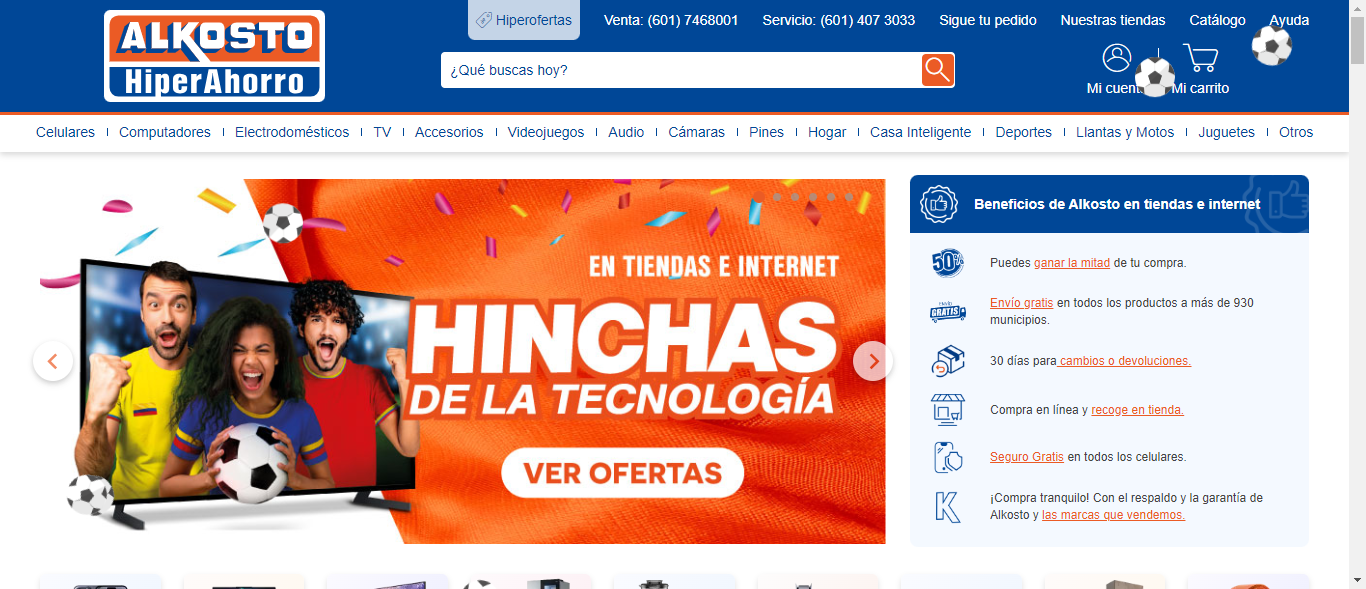 ALKOSTO
HiperAhorro
Hiperofertas
Venta: (601) 7468001
Servicio: (601) 407 3033
Sigue tu pedido
Nuestras tiendas
Catálogo
Ayuda
¿Qué buscas hoy?
Mi cuent
Mi carrito
Celulares
Computadores
Electrodomésticos
TV
Accesorios
Videojuegos
Audio
Cámaras
Pines
Hogar
Casa Inteligente
Deportes
Llantas y Motos
Juguetes
Otros
EN TIENDAS E INTERNET
HINCHAS
DE LA TECNOLOGÍA
VER OFERTAS
Beneficios de Alkosto en tiendas e internet
50%
Puedes ganar la mitad de tu compra.
ENVÍO
GRATIS
Envío gratis en todos los productos a más de 930
municipios.
30 días para cambios o devoluciones.
Compra en línea y recoge en tienda.
Seguro Gratis en todos los celulares.
K
¡Compra tranquilo! Con el respaldo y la garantía de
Alkosto y las marcas que vendemos.